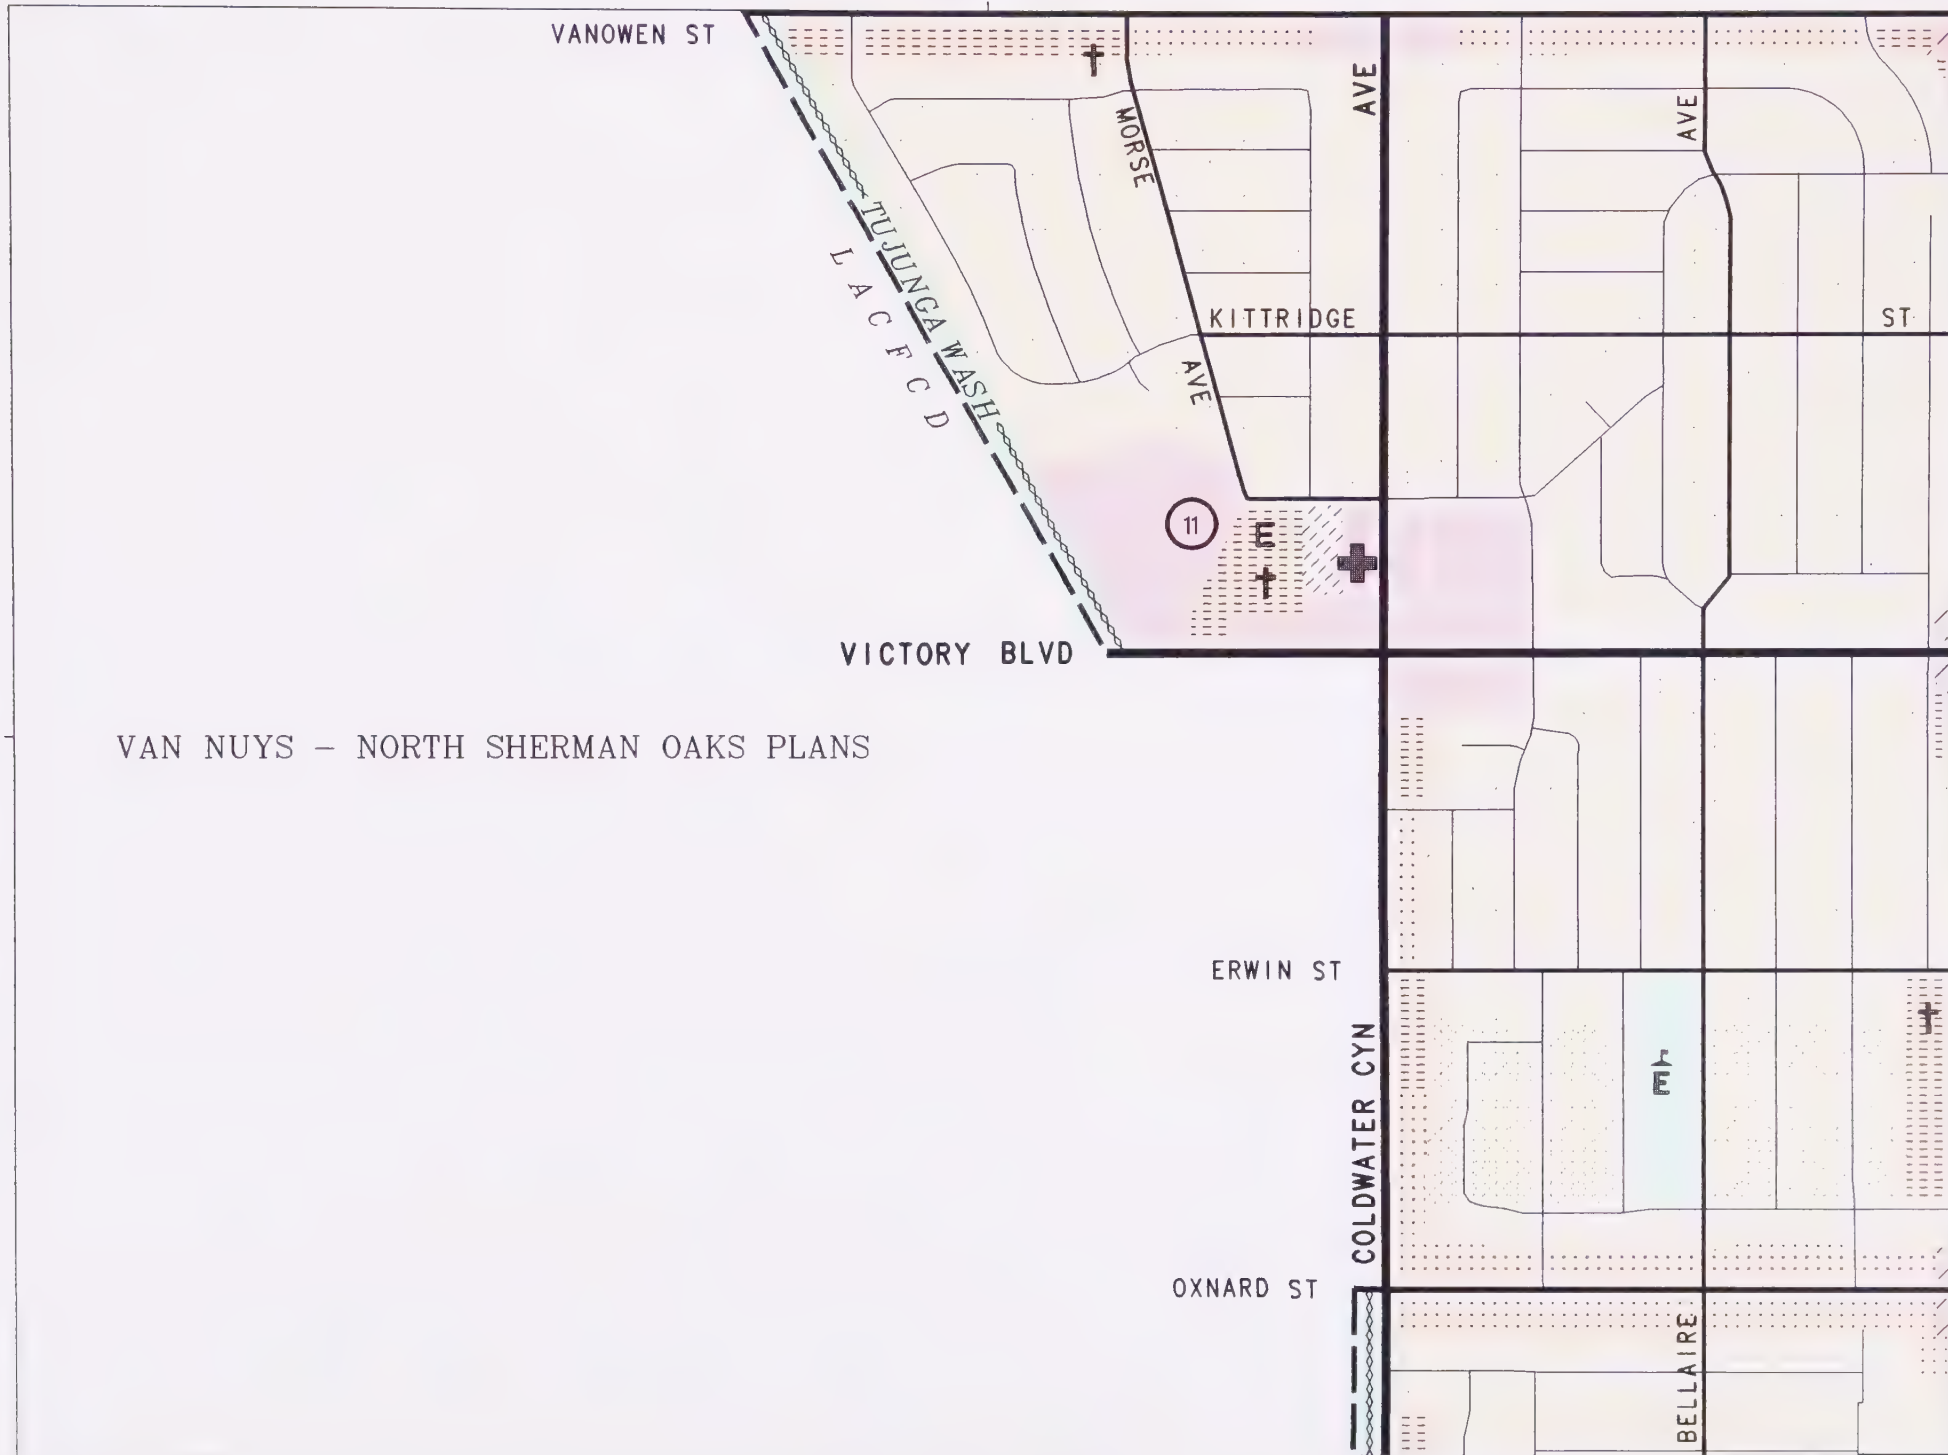 VANOWEN ST
AVE
AVE
MORSE
TUJUNGA WASH
L A C F C D
KITTRIDGE
ST
AVE
11
E
VICTORY BLVD
VAN NUYS – NORTH SHERMAN OAKS PLANS
ERWIN ST
COLDWATER CYN
E
OXNARD ST
BELLAIRE